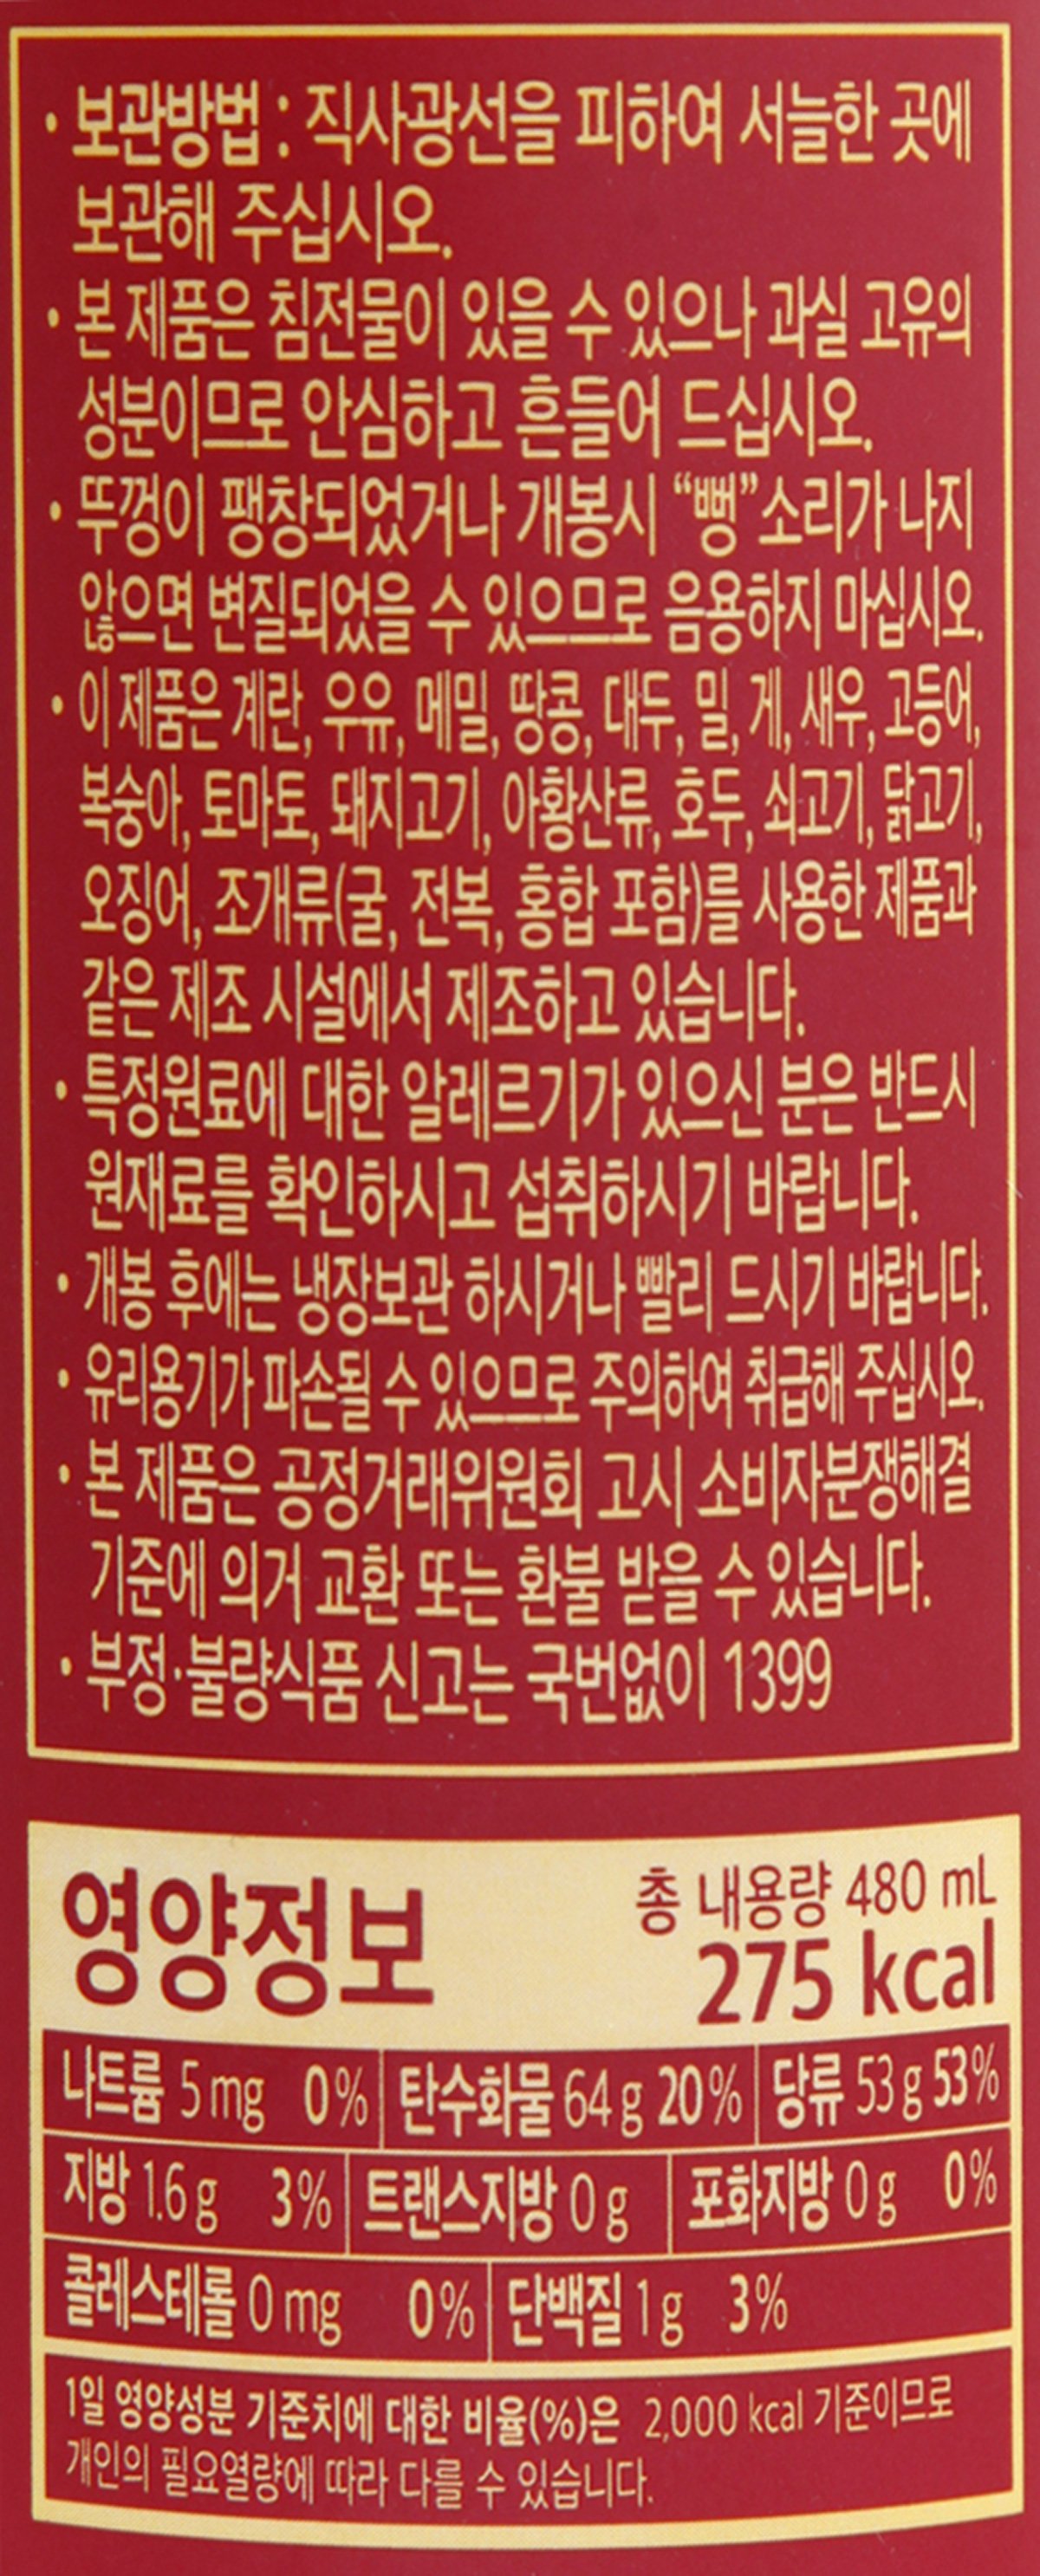 • 보관방법 : 직사광선을 피하여 서늘한 곳에
보관해 주십시오.
• 본 제품은 침전물이 있을 수 있으나 과실 고유의
성분이므로 안심하고 흔들어 드십시오.
• 뚜껑이 팽창되었거나 개봉시 “뻥”소리가 나지
않으면 변질되었을 수 있으므로 음용하지 마십시오.
• 이 제품은 계란, 우유, 메밀, 땅콩, 대두, 밀, 게, 새우, 고등어,
복숭아, 토마토, 돼지고기, 아황산류, 호두, 쇠고기, 닭고기,
오징어, 조개류(굴, 전복, 홍합 포함)를 사용한 제품과
같은 제조 시설에서 제조하고 있습니다.
• 특정원료에 대한 알레르기가 있으신 분은 반드시
원재료를 확인하시고 섭취하시기 바랍니다.
• 개봉 후에는 냉장보관 하시거나 빨리 드시기 바랍니다.
• 유리용기가 파손될 수 있으므로 주의하여 취급해 주십시오.
• 본 제품은 공정거래위원회 고시 소비자분쟁해결
기준에 의거 교환 또는 환불 받을 수 있습니다.
• 부정·불량식품 신고는 국번없이 1399
영양정보 총 내용량 480 mL
275 kcal
나트륨 5 mg 0% 탄수화물 64 g 20% 당류 53 g 53%
지방 1.6 g 3% 트랜스지방 0 g 포화지방 0 g 0%
콜레스테롤 0 mg 0% 단백질 1 g 3%
1일 영양성분 기준치에 대한 비율(%)은 2,000 kcal 기준이므로
개인의 필요열량에 따라 다를 수 있습니다.